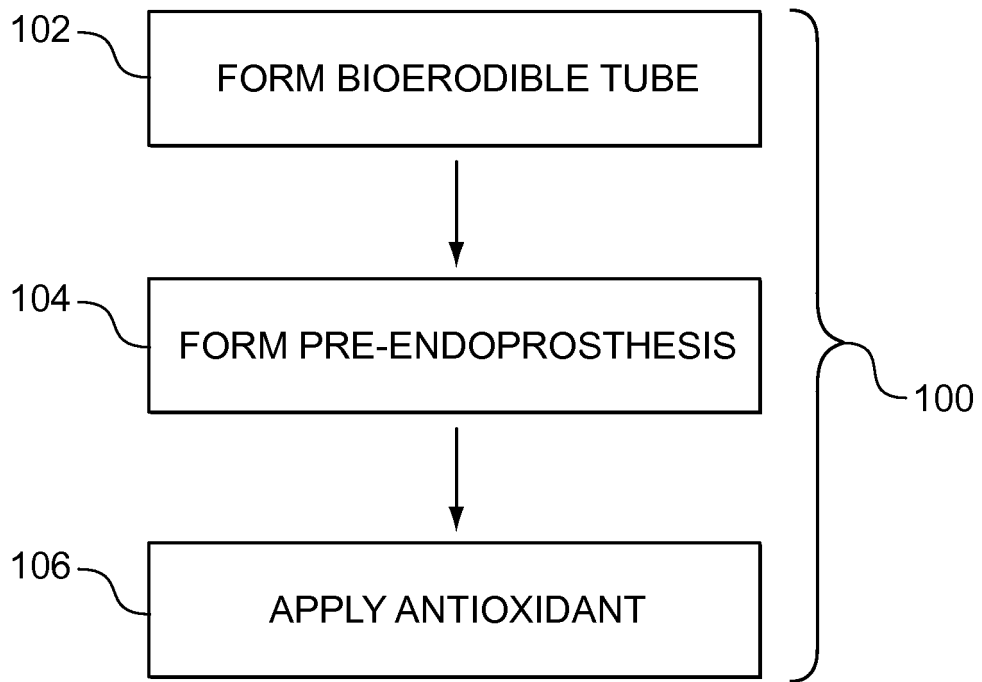 102
FORM BIOERODIBLE TUBE
104
FORM PRE-ENDOPROSTHESIS
100
106
APPLY ANTIOXIDANT